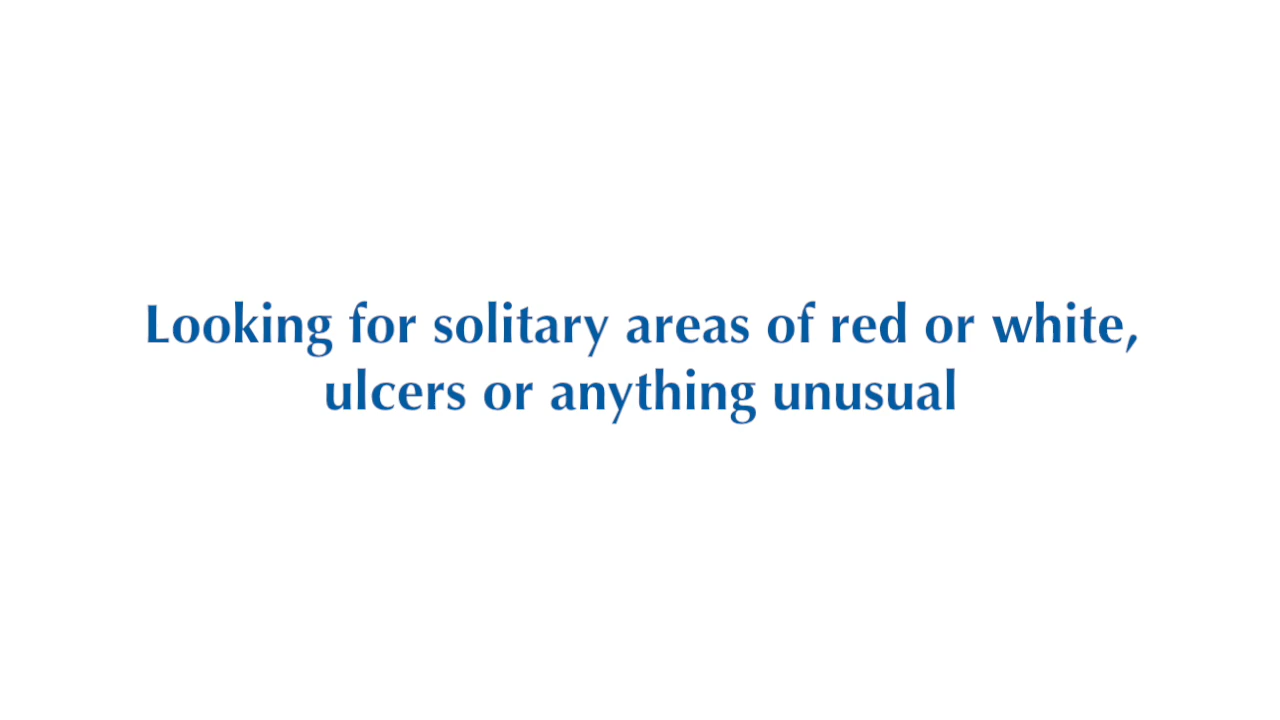 Looking for solitary areas of red or white,
ulcers or anything unusual